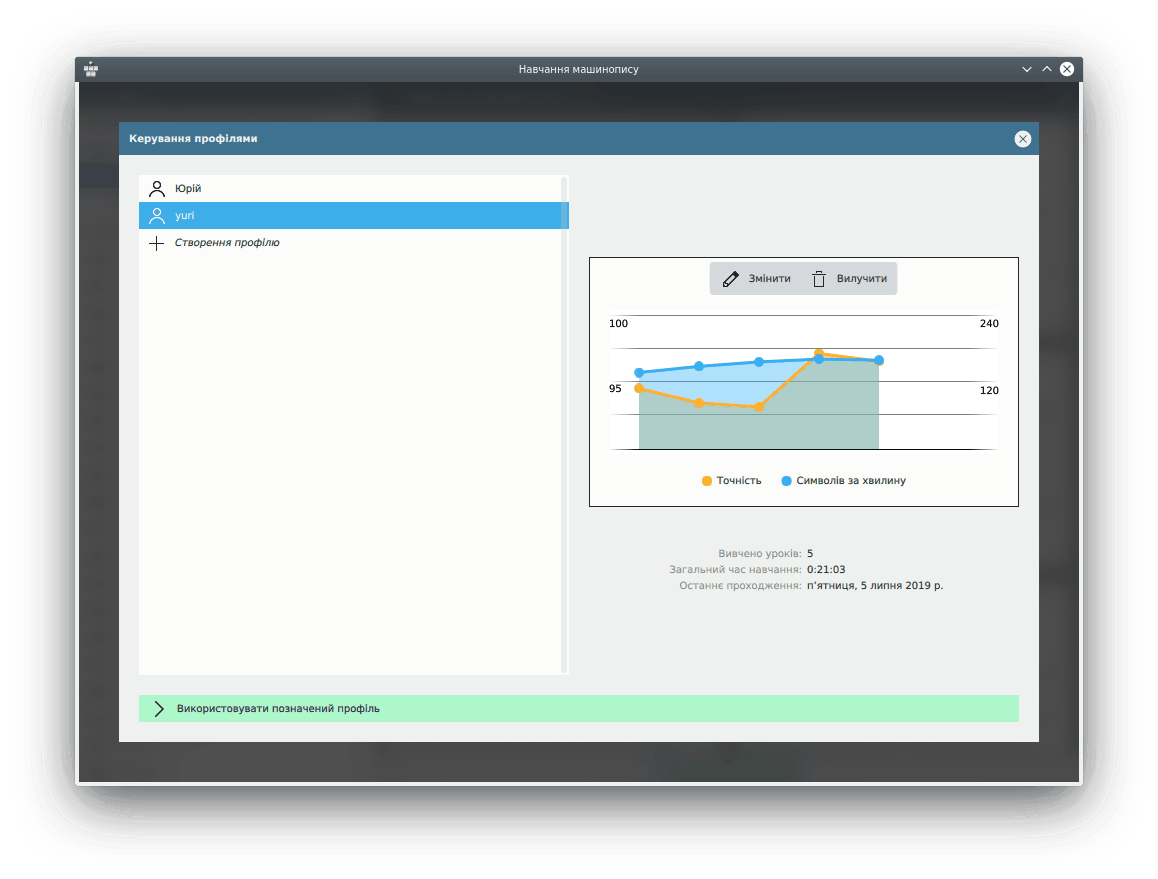 Навчання машинопису
Керування профілями
Юрій
yuri
Створення профілю
Змінити Вилучити
100 240
95 120
Точність Символів за хвилину
Вивчено уроків: 5
Загальний час навчання: 0:21:03
Останнє проходження: п’ятниця, 5 липня 2019 р.
Використовувати позначений профіль